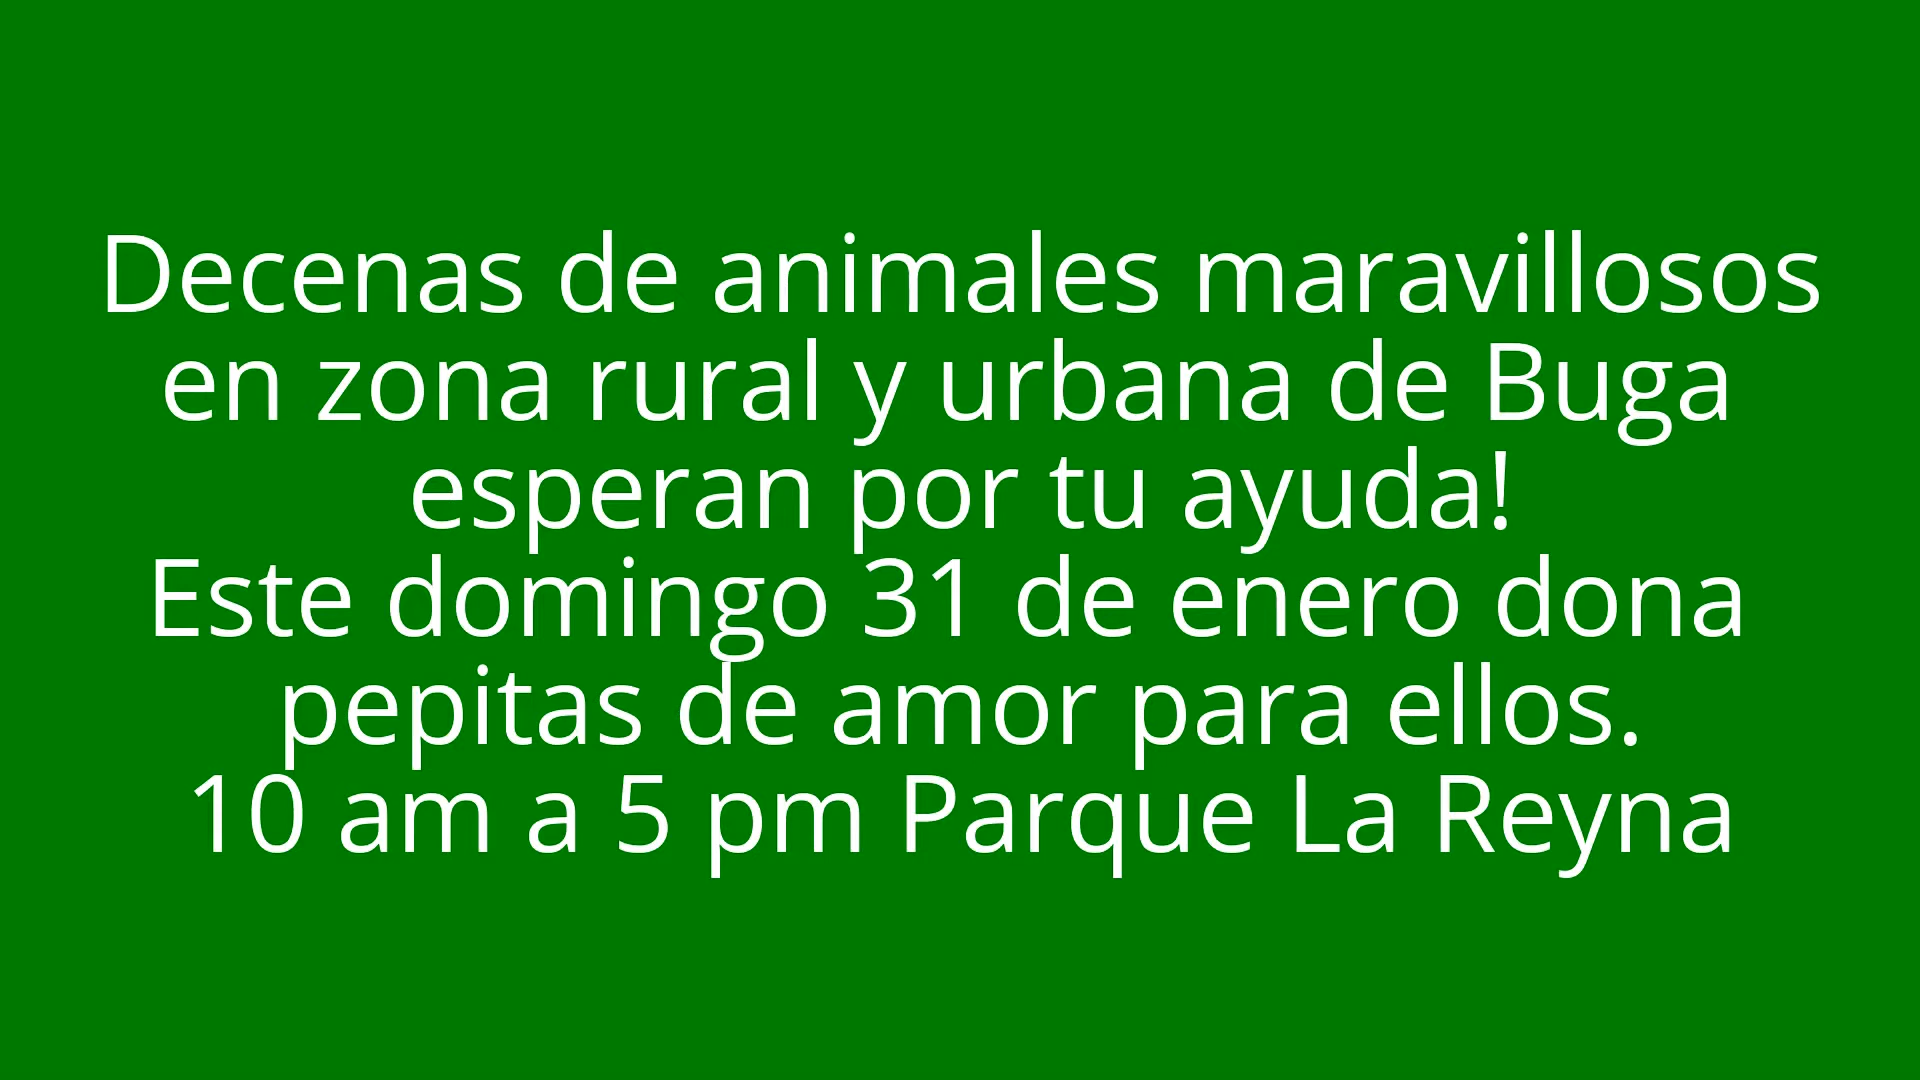 Decenas de animales maravillosos
en zona rural y urbana de Buga
esperan por tu ayuda!
Este domingo 31 de enero dona
pepitas de amor para ellos.
10 am a 5 pm Parque La Reyna